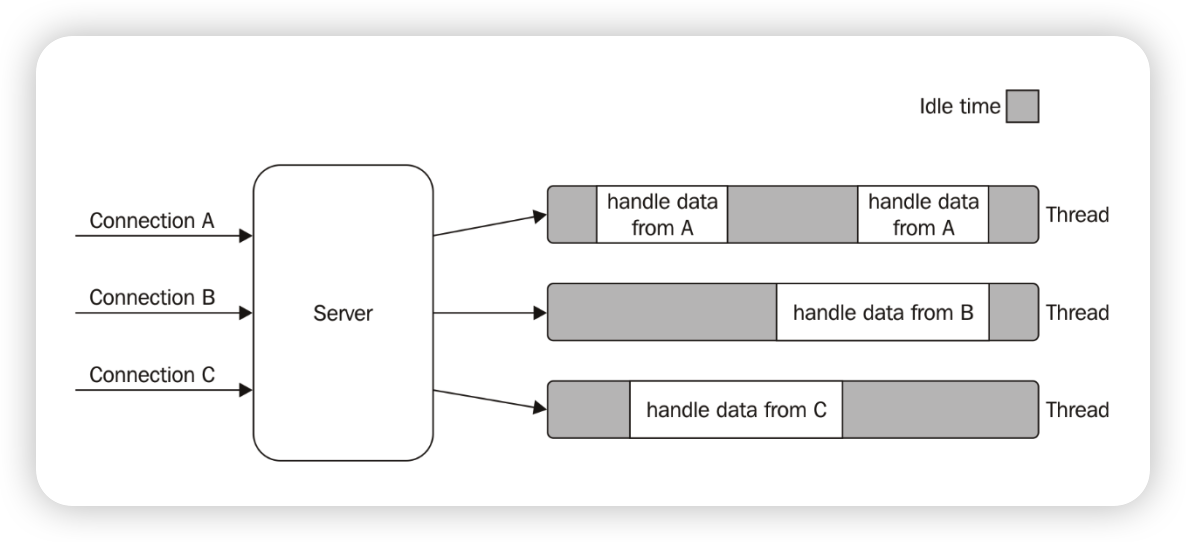 Idle time
Connection A
handle data
from A
handle data
from A
Thread
Connection B
Server
handle data from B
Thread
Connection C
handle data from C
Thread